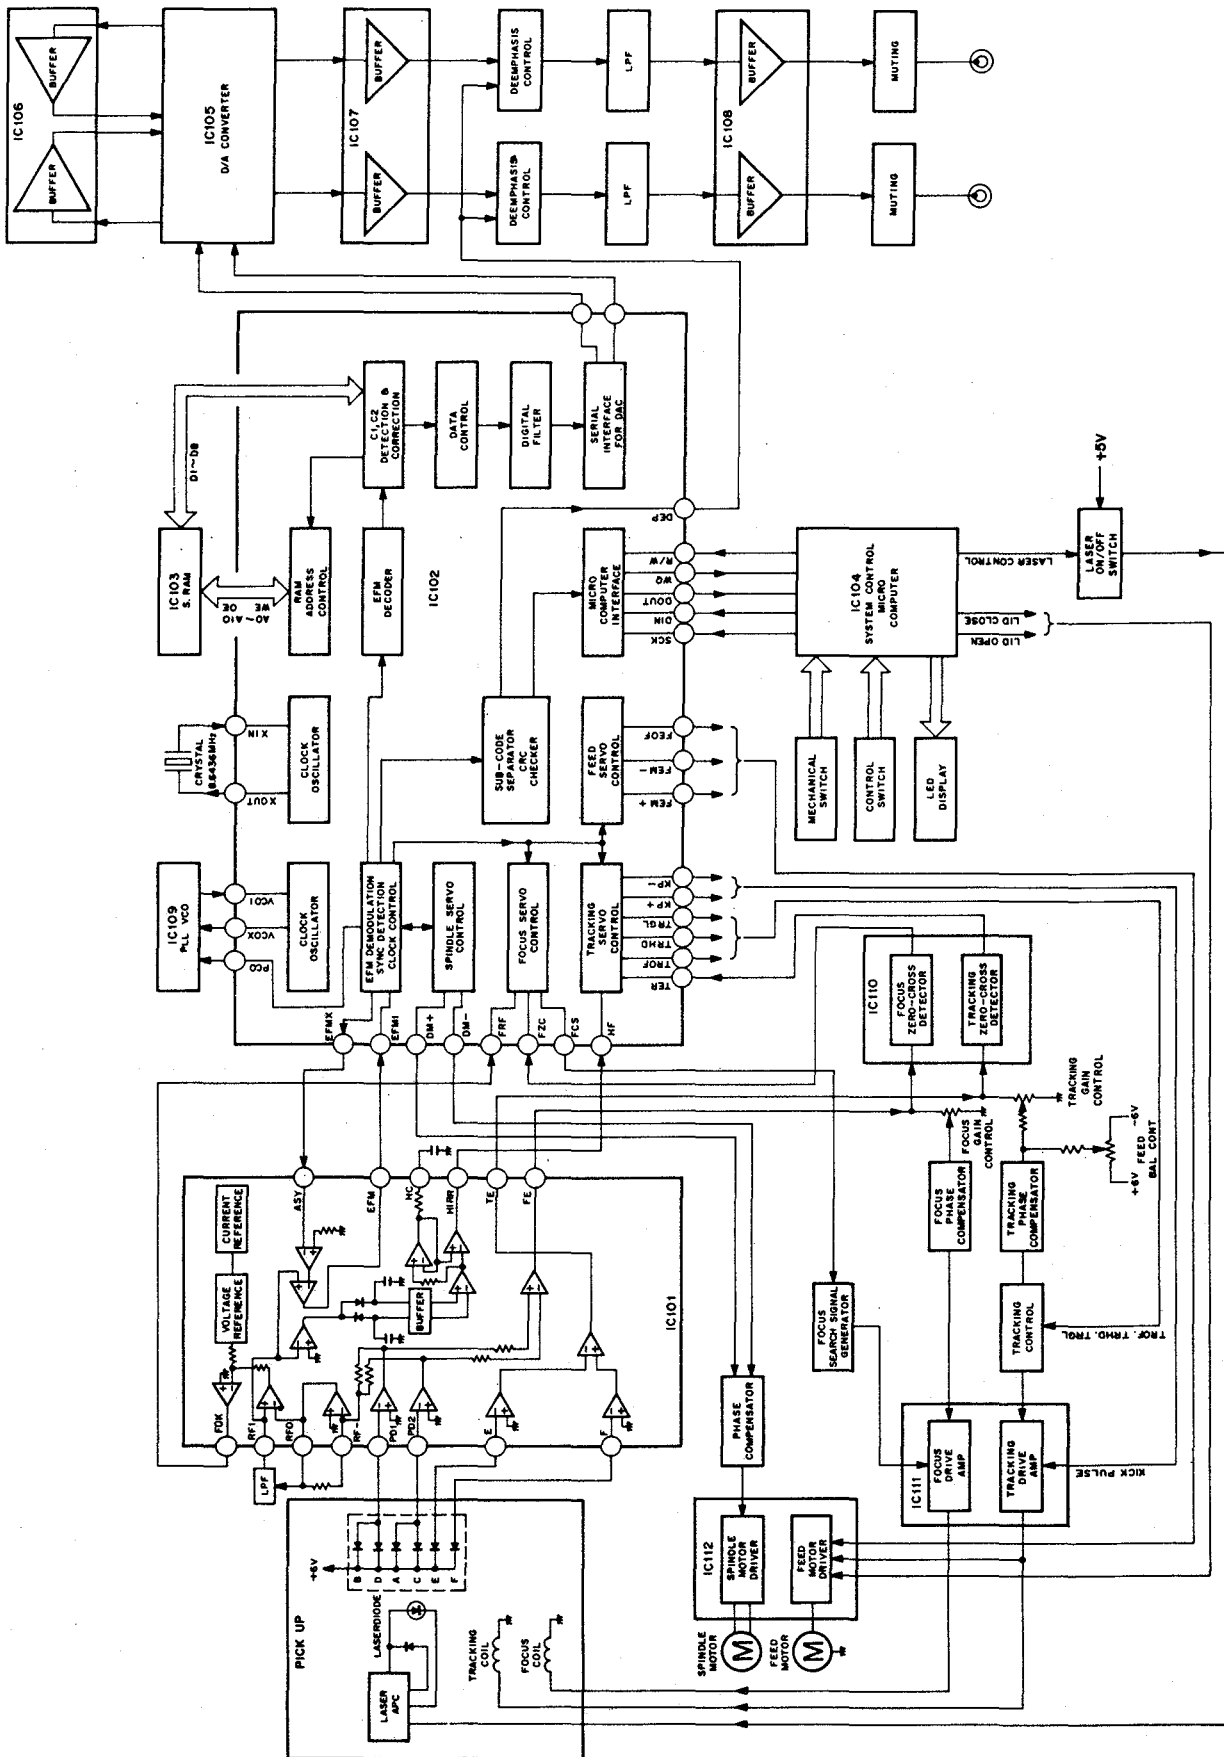 IC106
BUFFER
BUFFER
IC105
D/A CONVERTER
IC107
BUFFER
BUFFER
DEEMPHASIS
CONTROL
DEEMPHASIS
CONTROL
LPF
LPF
IC108
BUFFER
BUFFER
MUTING
MUTING
IC103
S. RAM
D1~D8
A0~A10
WE
OE
RAM
ADDRESS
CONTROL
C1, C2
DETECTION &
CORRECTION
DATA
CONTROL
DIGITAL
FILTER
SERIAL
INTERFACE
FOR DAC
EFM
DECODER
IC102
CRYSTAL
8.6436MHz
XIN
XOUT
CLOCK
OSCILLATOR
SUB-CODE
SEPARATOR
CRC
CHECKER
MICRO
COMPUTER
INTERFACE
DEP
R/W
WQ
DOUT
DIN
SCK
FEED
SERVO
CONTROL
FEOF
FEM -
FEM +
IC109
PLL VCO
VCO1
VCOX
PCO
CLOCK
OSCILLATOR
EFM DEMODULATION
SYNC DETECTION
CLOCK CONTROL
SPINDLE SERVO
CONTROL
FOCUS SERVO
CONTROL
TRACKING
SERVO
CONTROL
KP-
KP+
TRGL
TRHD
TROF
TER
EFMX
EFM1
DM+
DM-
FRF
FZC
FCS
HF
IC104
SYSTEM CONTROL
MICRO
COMPUTER
LASER CONTROL
LID CLOSE
LID OPEN
LASER
ON/OFF
SWITCH
+5V
MECHANICAL
SWITCH
CONTROL
SWITCH
LED
DISPLAY
IC110
FOCUS
ZERO-CROSS
DETECTOR
TRACKING
ZERO-CROSS
DETECTOR
FOCUS
GAIN
CONTROL
TRACKING
GAIN
CONTROL
-6V
+6V
FEED
BAL CONT
FOCUS
PHASE
COMPENSATOR
TRACKING
PHASE
COMPENSATOR
FOCUS
SEARCH SIGNAL
GENERATOR
TRACKING
CONTROL
TROF. TRHD. TRGL
IC111
FOCUS
DRIVE
AMP
TRACKING
DRIVE
AMP
KICK PULSE
ASY
EFM
HC
HIRR
TE
FE
CURRENT
REFERENCE
VOLTAGE
REFERENCE
BUFFER
IC101
FOK
RF1
RFO
RF-
PD1
PD2
E
F
LPF
PHASE
COMPENSATOR
IC112
SPINDLE
MOTOR
DRIVER
FEED
MOTOR
DRIVER
SPINDLE
MOTOR
M
FEED
MOTOR
M
PICK UP
+6V
B
D
A
C
E
F
LASERDIODE
LASER
APC
TRACKING
COIL
FOCUS
COIL